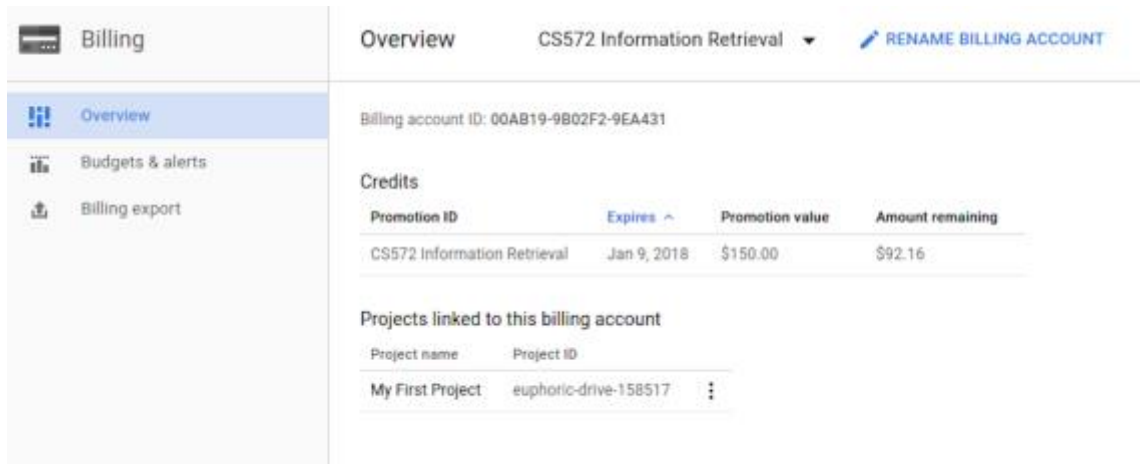 Billing
Overview CS572 Information Retrieval RENAME BILLING ACCOUNT
Overview
Budgets & alerts
Billing export
Billing account ID: 00AB19-9B02F2-9EA431
Credits
Promotion ID Expires Promotion value Amount remaining
CS572 Information Retrieval Jan 9, 2018 $150.00 $92.16
Projects linked to this billing account
Project name Project ID
My First Project euphoric-drive-158517